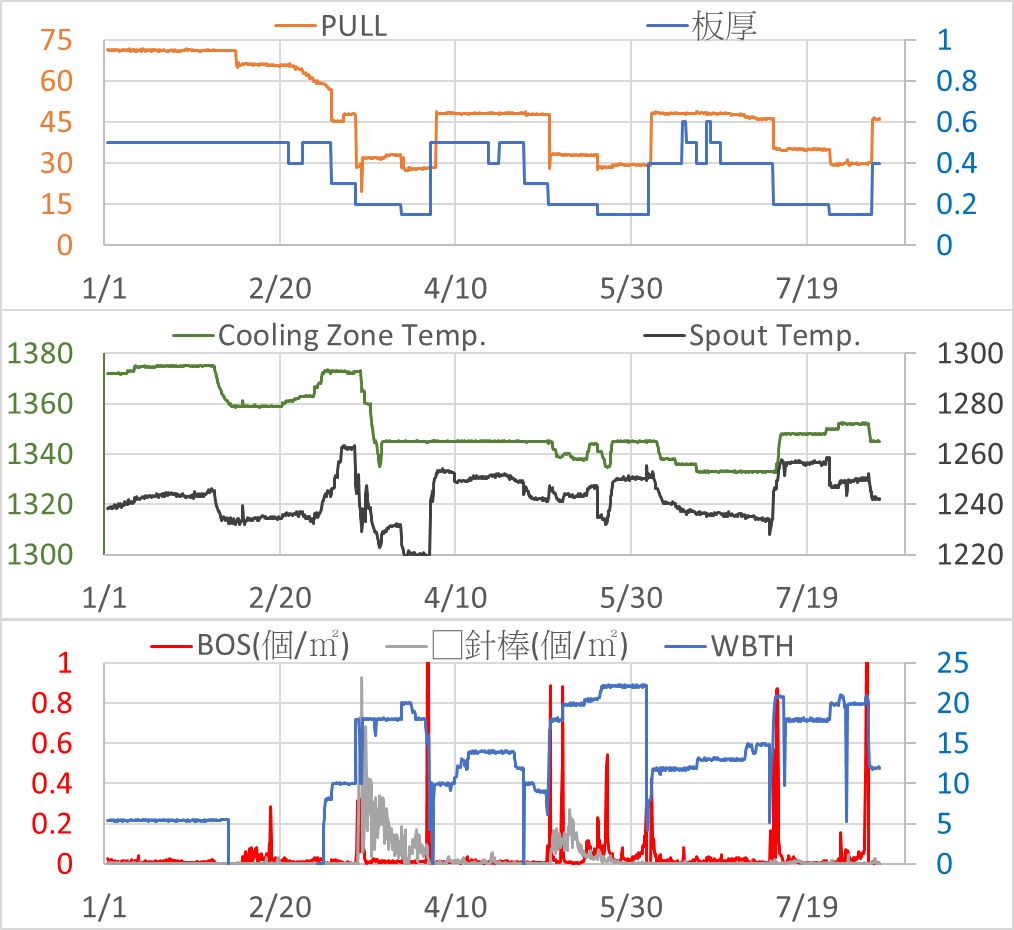 PULL 板厚
75 1
60 0.8
45 0.6
30 0.4
15 0.2
0 0
1/1 2/20 4/10 5/30 7/19
Cooling Zone Temp. Spout Temp.
1380 1300
1360 1280
1340 1260
1320 1240
1300 1220
1/1 2/20 4/10 5/30 7/19
BOS(個/㎡) □針棒(個/㎡) WBTH
1 25
0.8 20
0.6 15
0.4 10
0.2 5
0 0
1/1 2/20 4/10 5/30 7/19